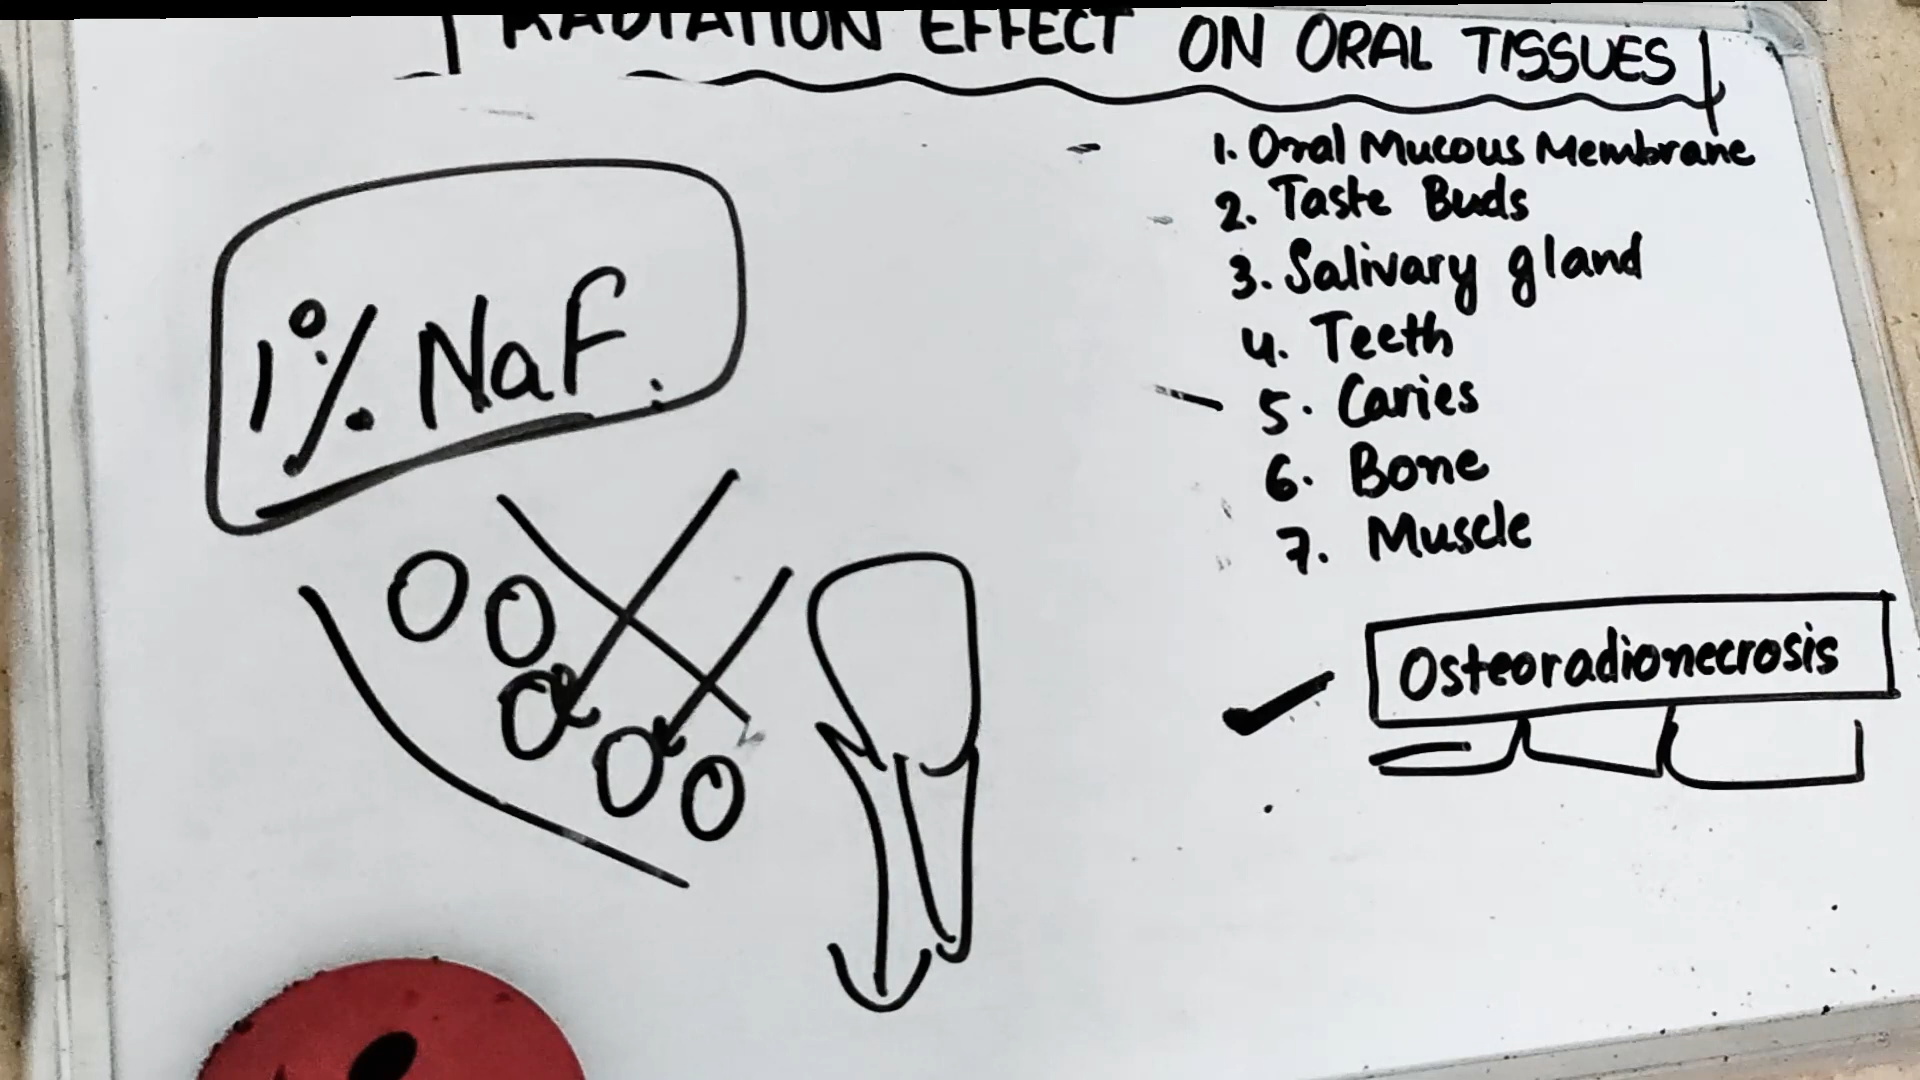 RADIATION EFFECT ON ORAL TISSUES
1. Oral Mucous Membrane
2. Taste Buds
3. Salivary gland
4. Teeth
5. Caries
6. Bone
7. Muscle
Osteoradionecrosis
1% NaF.